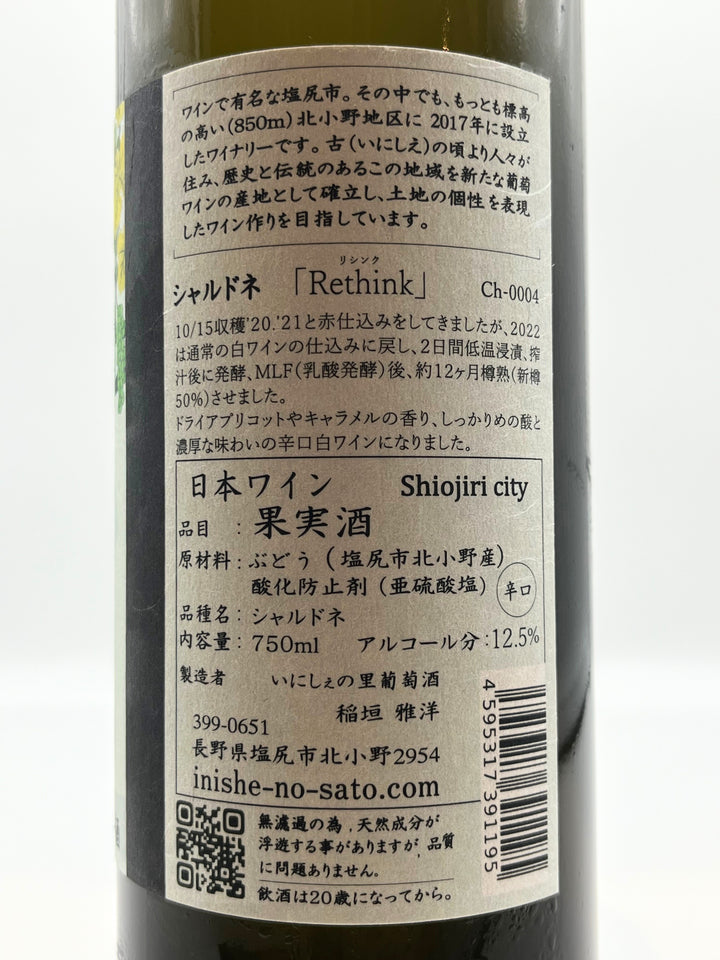 ワインで有名な塩尻市。その中でも、もっとも標高
の高い(850m)北小野地区に 2017年に設立
したワイナリーです。古(いにしえ)の頃より人々が
住み、歴史と伝統のあるこの地域を新たな葡萄
ワインの産地として確立し、土地の個性を表現
したワイン作りを目指しています。
リシンク
シャルドネ 「Rethink」 Ch-0004
10/15収穫'20.'21と赤仕込みをしてきましたが、2022
は通常の白ワインの仕込みに戻し、2日間低温浸漬、搾
汁後に発酵、MLF(乳酸発酵)後、約12ヶ月樽熟(新樽
50%)させました。
ドライアプリコットやキャラメルの香り、しっかりめの酸と
濃厚な味わいの辛口白ワインになりました。
日本ワイン Shiojiri city
品目 : 果実酒
原材料:ぶどう(塩尻市北小野産)
酸化防止剤(亜硫酸塩) 辛口
品種名:シャルドネ
内容量:750ml アルコール分:12.5%
製造者 いにしぇの里葡萄酒
稲垣 雅洋
399-0651
長野県塩尻市北小野2954
inishe-no-sato.com
無濾過の為,天然成分が
浮遊する事がありますが,品質
に問題ありません。
飲酒は20歳になってから。
4 595317 391195
酒